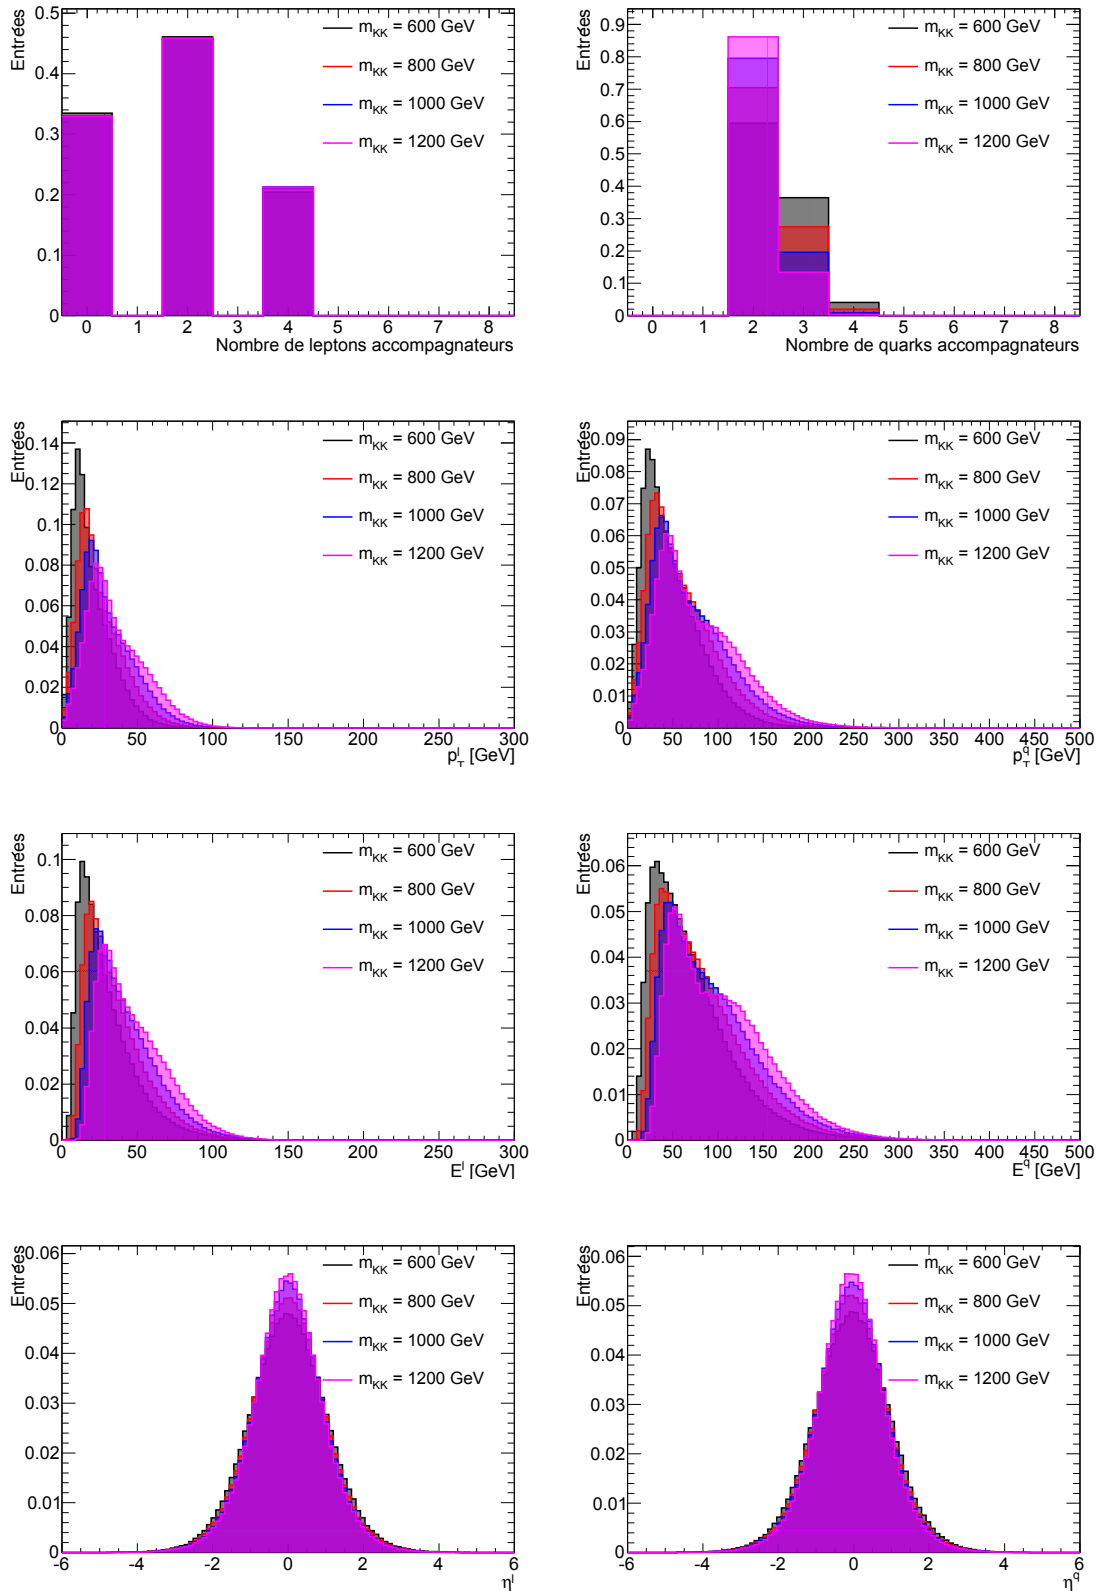 Entrées
m_KK = 600 GeV
m_KK = 800 GeV
m_KK = 1000 GeV
m_KK = 1200 GeV
0.5
0.4
0.3
0.2
0.1
0
0 1 2 3 4 5 6 7 8
Nombre de leptons accompagnateurs
Entrées
m_KK = 600 GeV
m_KK = 800 GeV
m_KK = 1000 GeV
m_KK = 1200 GeV
0.9
0.8
0.7
0.6
0.5
0.4
0.3
0.2
0.1
0
0 1 2 3 4 5 6 7 8
Nombre de quarks accompagnateurs
Entrées
m_KK = 600 GeV
m_KK = 800 GeV
m_KK = 1000 GeV
m_KK = 1200 GeV
0.14
0.12
0.1
0.08
0.06
0.04
0.02
0
0 50 100 150 200 250 300
p_T^l [GeV]
Entrées
m_KK = 600 GeV
m_KK = 800 GeV
m_KK = 1000 GeV
m_KK = 1200 GeV
0.09
0.08
0.07
0.06
0.05
0.04
0.03
0.02
0.01
0
0 50 100 150 200 250 300 350 400 450 500
p_T^q [GeV]
Entrées
m_KK = 600 GeV
m_KK = 800 GeV
m_KK = 1000 GeV
m_KK = 1200 GeV
0.1
0.08
0.06
0.04
0.02
0
0 50 100 150 200 250 300
E^l [GeV]
Entrées
m_KK = 600 GeV
m_KK = 800 GeV
m_KK = 1000 GeV
m_KK = 1200 GeV
0.06
0.05
0.04
0.03
0.02
0.01
0
0 50 100 150 200 250 300 350 400 450 500
E^q [GeV]
Entrées
m_KK = 600 GeV
m_KK = 800 GeV
m_KK = 1000 GeV
m_KK = 1200 GeV
0.06
0.05
0.04
0.03
0.02
0.01
0
-6 -4 -2 0 2 4 6
η^l
Entrées
m_KK = 600 GeV
m_KK = 800 GeV
m_KK = 1000 GeV
m_KK = 1200 GeV
0.06
0.05
0.04
0.03
0.02
0.01
0
-6 -4 -2 0 2 4 6
η^q